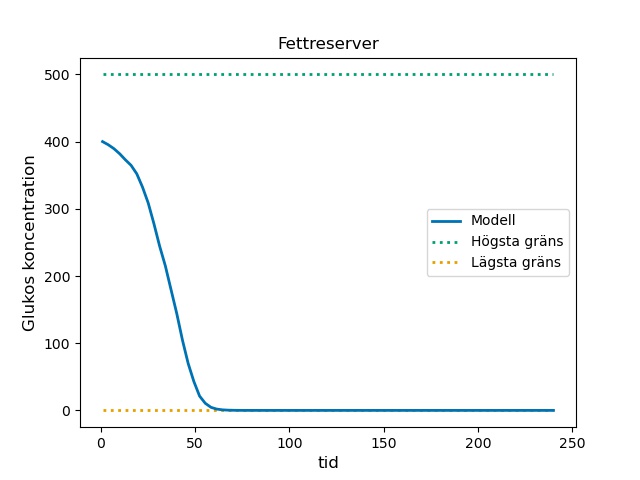 Fettreserver
500
400
300
200
100
0
Glukos koncentration
Modell
Högsta gräns
Lägsta gräns
0 50 100 150 200 250
tid